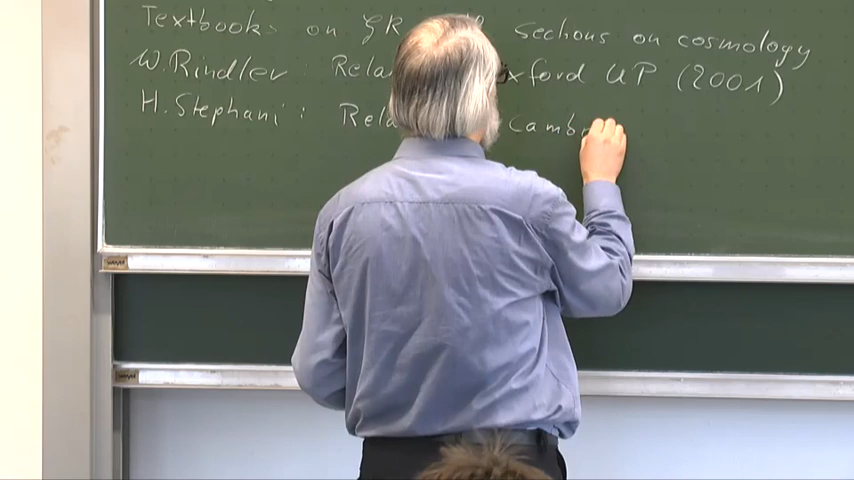 Textbooks on GR sections on cosmology
W. Rindler Rela xford UP (2001)
H. Stephani: Rela camb